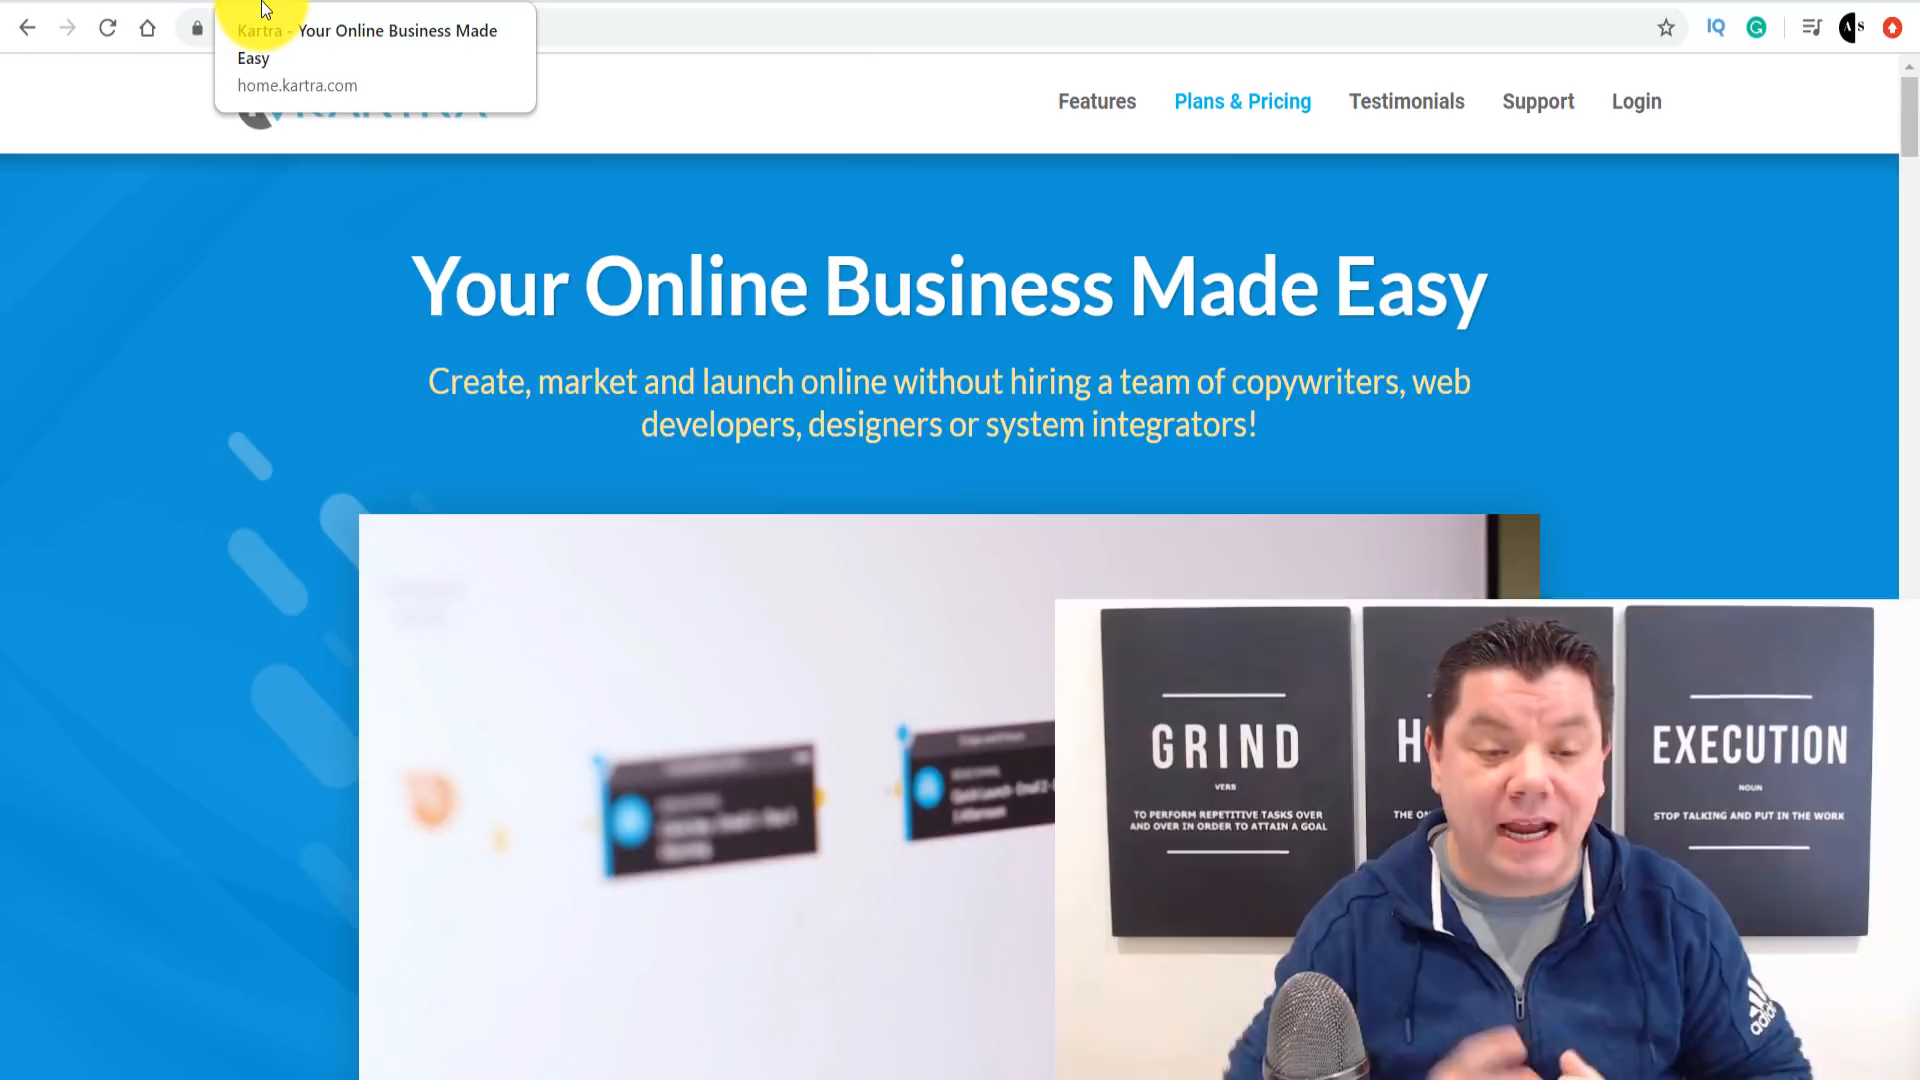 Kartra - Your Online Business Made
Easy
home.kartra.com
IQ
A S
Features
Plans & Pricing
Testimonials
Support
Login
Your Online Business Made Easy
Create, market and launch online without hiring a team of copywriters, web
developers, designers or system integrators!
GRIND
VERB
TO PERFORM REPETITIVE TASKS OVER
AND OVER IN ORDER TO ATTAIN A GOAL
EXECUTION
NOUN
STOP TALKING AND PUT IN THE WORK
adidas